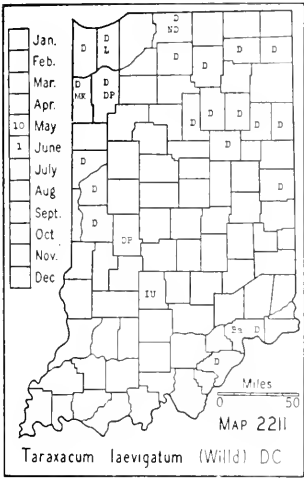 Jan.
Feb.
Mar.
Apr.
10 May
1 June
July
Aug
Sept.
Oct
Nov.
Dec
D
ND
D
D
L
D
D
D
D
MK
D
DP
D
D
D
D
D
D
D
D
D
D
DP
IU
D
D
Miles
0 50
MAP 2211
Taraxacum laevigatum (Willd) DC